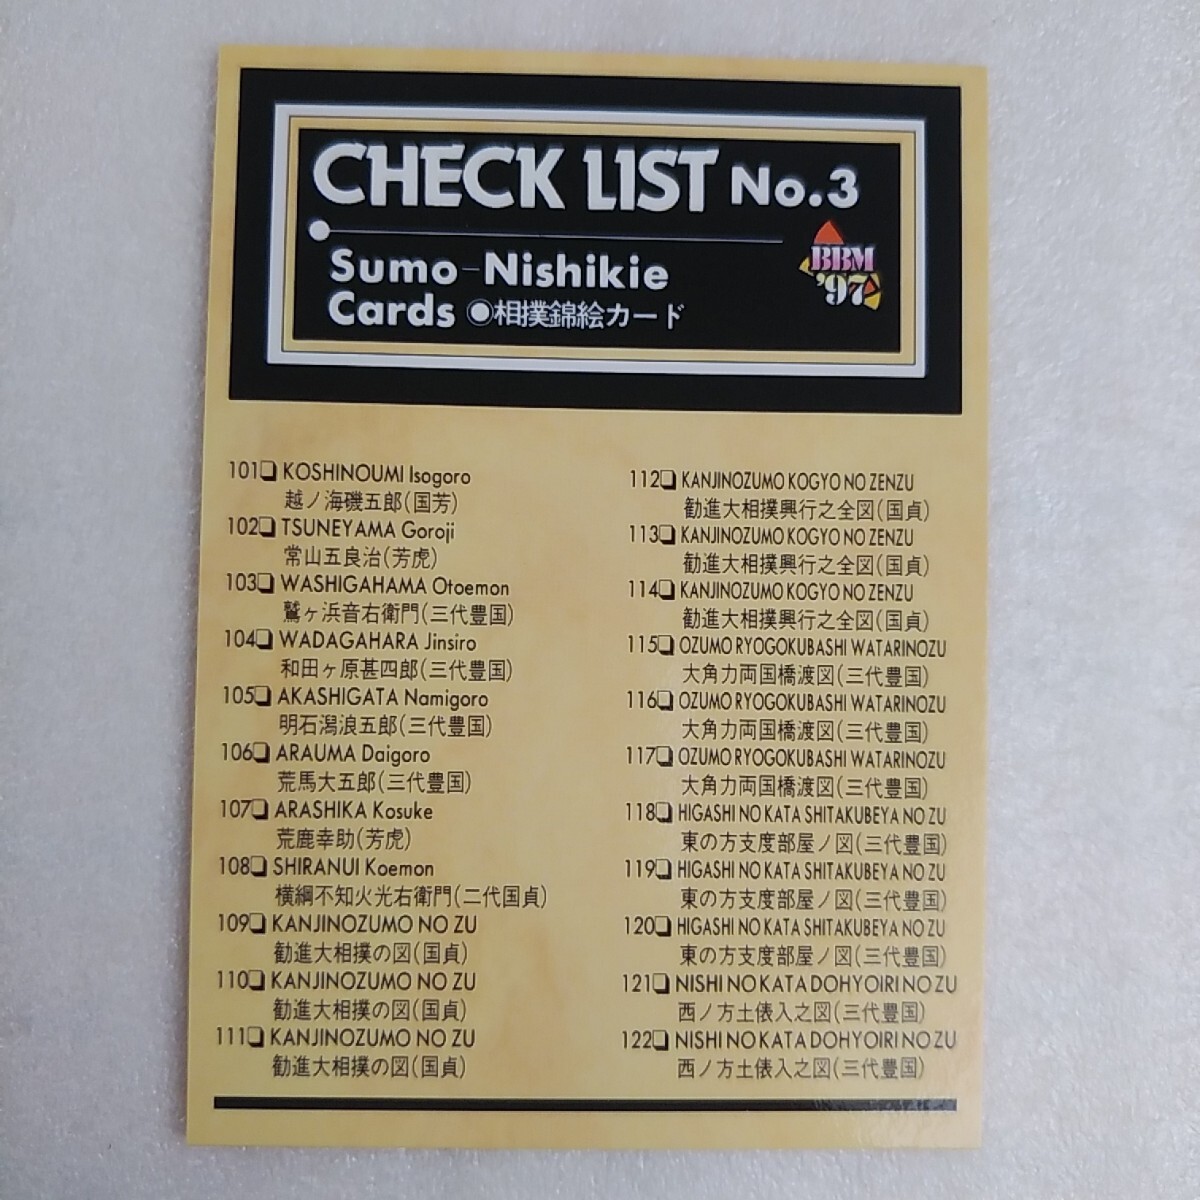 CHECK LIST No.3
Sumo-Nishikie
Cards ◉相撲錦絵カード
BBM
'97
101❏ KOSHINOUMI Isogoro
越ノ海磯五郎(国芳)
102❏ TSUNEYAMA Goroji
常山五良治(芳虎)
103❏ WASHIGAHAMA Otoemon
鷲ヶ浜音右衛門(三代豊国)
104❏ WADAGAHARA Jinsiro
和田ヶ原甚四郎(三代豊国)
105❏ AKASHIGATA Namigoro
明石潟浪五郎(三代豊国)
106❏ ARAUMA Daigoro
荒馬大五郎(三代豊国)
107❏ ARASHIKA Kosuke
荒鹿幸助(芳虎)
108❏ SHIRANUI Koemon
横綱不知火光右衛門(二代国貞)
109❏ KANJINOZUMO NO ZU
勧進大相撲の図(国貞)
110❏ KANJINOZUMO NO ZU
勧進大相撲の図(国貞)
111❏ KANJINOZUMO NO ZU
勧進大相撲の図(国貞)
112❏ KANJINOZUMO KOGYO NO ZENZU
勧進大相撲興行之全図(国貞)
113❏ KANJINOZUMO KOGYO NO ZENZU
勧進大相撲興行之全図(国貞)
114❏ KANJINOZUMO KOGYO NO ZENZU
勧進大相撲興行之全図(国貞)
115❏ OZUMO RYOGOKUBASHI WATARINOZU
大角力両国橋渡図(三代豊国)
116❏ OZUMO RYOGOKUBASHI WATARINOZU
大角力両国橋渡図(三代豊国)
117❏ OZUMO RYOGOKUBASHI WATARINOZU
大角力両国橋渡図(三代豊国)
118❏ HIGASHI NO KATA SHITAKUBEYA NO ZU
東の方支度部屋ノ図(三代豊国)
119❏ HIGASHI NO KATA SHITAKUBEYA NO ZU
東の方支度部屋ノ図(三代豊国)
120❏ HIGASHI NO KATA SHITAKUBEYA NO ZU
東の方支度部屋ノ図(三代豊国)
121❏ NISHI NO KATA DOHYOIRI NO ZU
西ノ方土俵入之図(三代豊国)
122❏ NISHI NO KATA DOHYOIRI NO ZU
西ノ方土俵入之図(三代豊国)